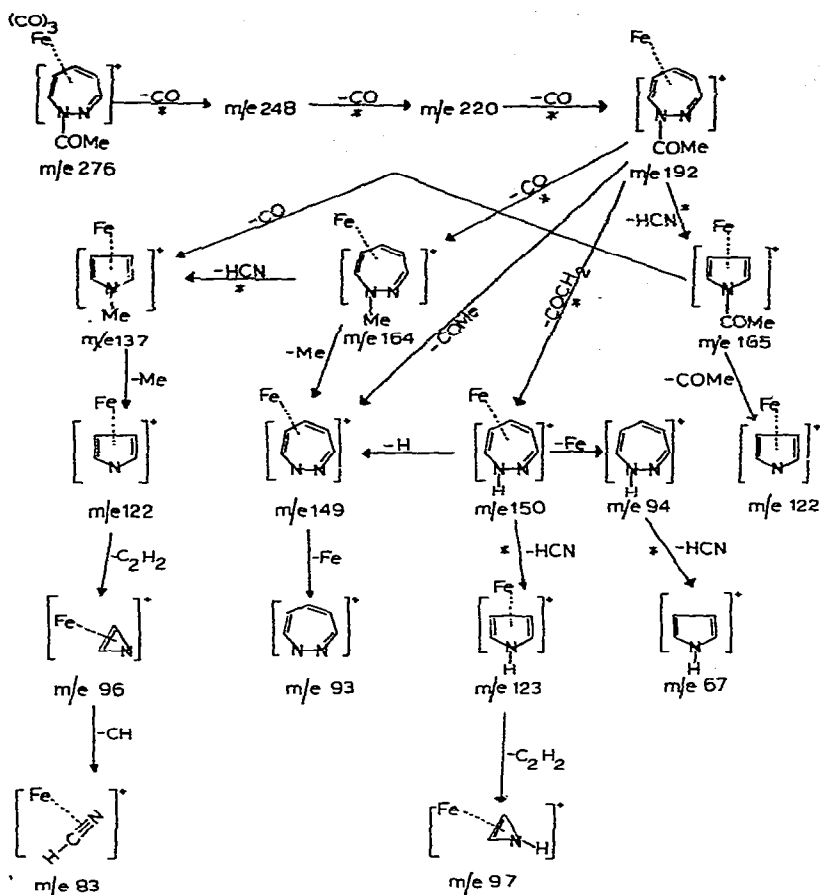 (CO)3
Fe
Fe
[ ]+ -CO * m/e 248 -CO * m/e 220 -CO * [ ]+
N N
N N
COMe
COMe
m/e 276
m/e 192
-CO
-CO *
-HCN *
Fe
Fe
Fe
[ ]+ -HCN * [ ]+ -COMe -COCH2 * [ ]+
N
N N
N
Me
Me
COMe
m/e 137
m/e 164
m/e 165
-Me
-Me
-COMe
Fe
Fe
Fe
Fe
[ ]+ [ ]+ -H [ ]+ -Fe [ ]+ [ ]+
N
N N
N N
N N
N
H
H
m/e 122
m/e 149
m/e 150
m/e 94
m/e 122
-C2H2
-Fe
* -HCN
* -HCN
Fe
Fe
[ ]+ [ ]+ [ ]+ [ ]+
N
N N
N
N
H
H
m/e 96
m/e 93
m/e 123
m/e 67
-CH
-C2H2
Fe
Fe
[ H-C≡N ]+
[ N-H ]+
m/e 83
m/e 97